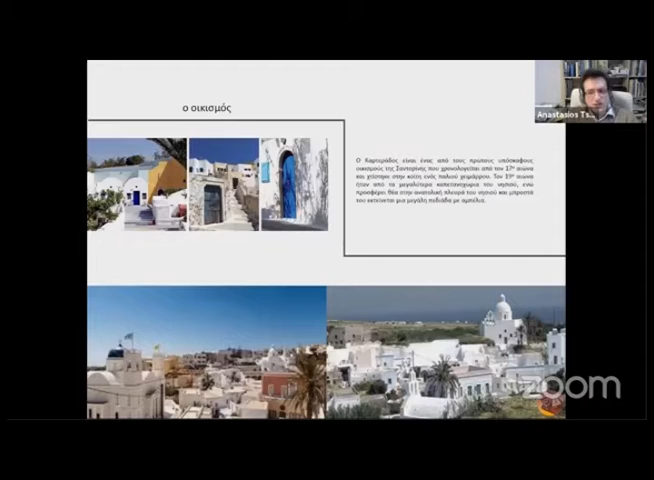 ο οικισμός
Anastasios Ts...
Ο Καρτεράδος είναι ένας από τους πρώτους υπόσκαφους
οικισμούς της Σαντορίνης που χρονολογείται από τον 17ο αιώνα
και χτίστηκε στην κοίτη ενός παλιού χειμάρρου. Τον 19ο αιώνα
ήταν από τα μεγαλύτερα καπετανοχώρια του νησιού, ενώ
προσφέρει θέα στην ανατολική πλευρά του νησιού και μπροστά
του εκτείνεται μια μεγάλη πεδιάδα με αμπέλια.
zoom